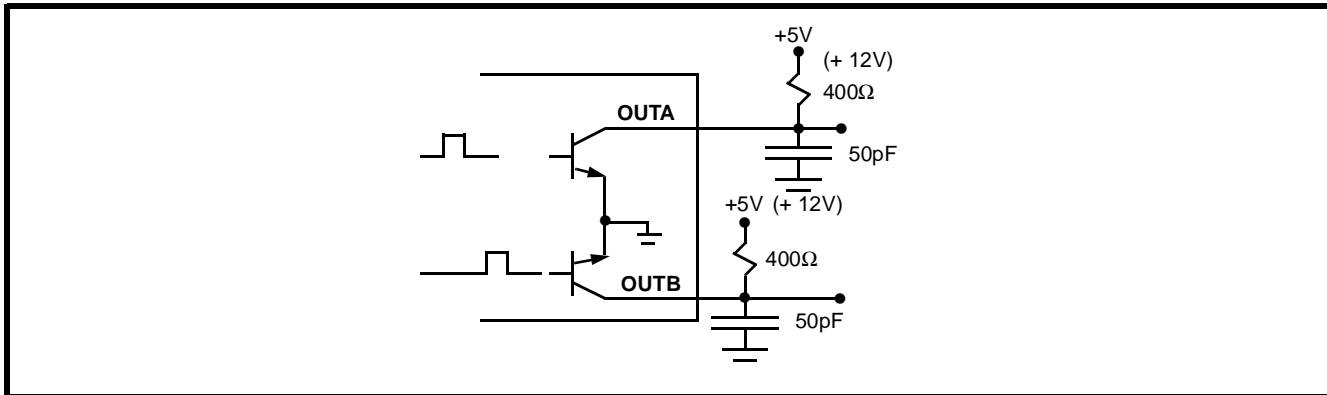 +5V
(+ 12V)
400Ω
OUTA
50pF
+5V (+ 12V)
400Ω
OUTB
50pF